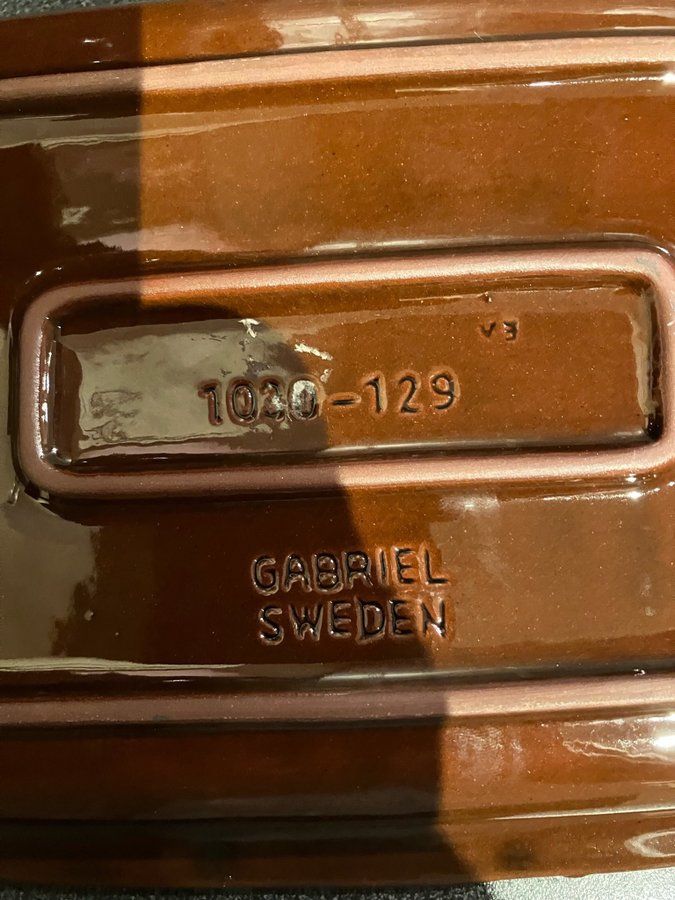 V3
1030-129
GABRIEL
SWEDEN